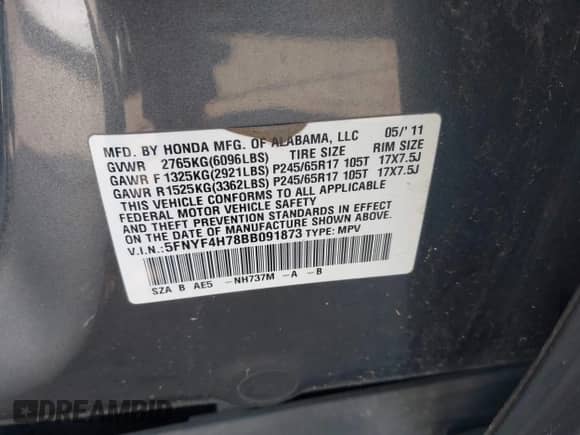 MFD. BY HONDA MFG. OF ALABAMA, LLC 05/'11
GVWR 2765KG(6096LBS) TIRE SIZE RIM SIZE
GAWR F 1325KG(2921LBS) P245/65R17 105T 17X7.5J
GAWR R1525KG(3362LBS) P245/65R17 105T 17X7.5J
THIS VEHICLE CONFORMS TO ALL APPLICABLE
FEDERAL MOTOR VEHICLE SAFETY
AND THEFT PREVENTION STANDARDS IN EFFECT
ON THE DATE OF MANUFACTURE SHOWN ABOVE.
V.I.N.:5FNYF4H78BB091873 TYPE: MPV
SZA B AE5 -NH737M -A -B
DREAMBID